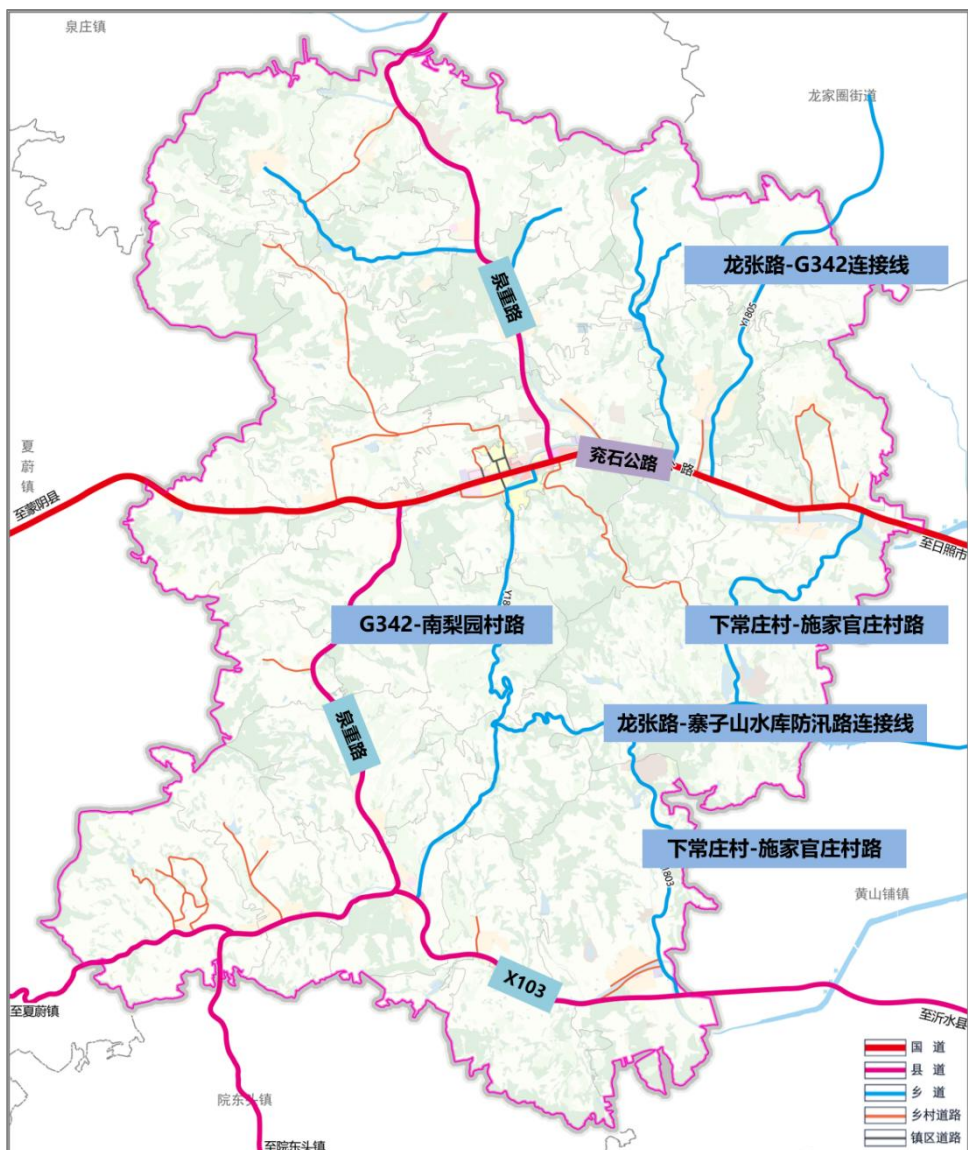 泉庄镇
龙家圈街道
龙张路-G342连接线
泉重路
Y1805
夏蔚镇
兖石公路
路
至蒙阴县
至日照市
Y18
G342-南梨园村路
下常庄村-施家官庄村路
泉重路
龙张路-寨子山水库防汛路连接线
下常庄村-施家官庄村路
1803
黄山铺镇
X103
至夏蔚镇
至沂水县
国 道
县 道
乡 道
乡村道路
镇区道路
院东头镇
至院东头镇